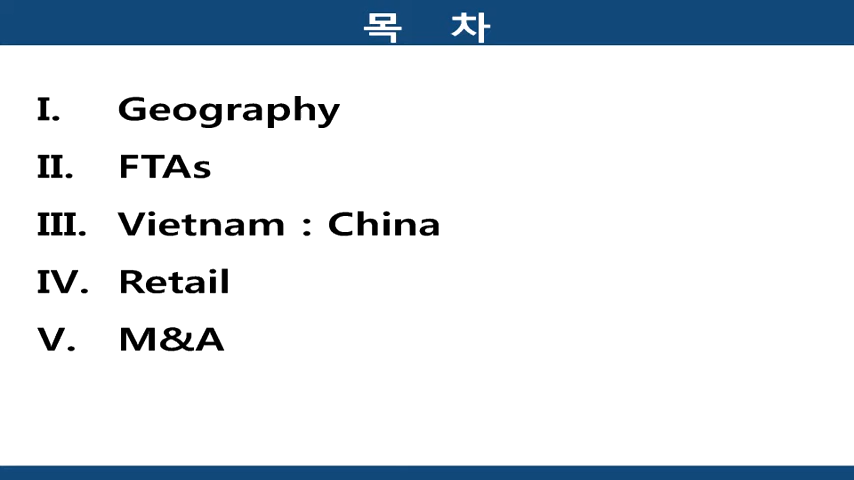 목 차
I. Geography
II. FTAs
III. Vietnam : China
IV. Retail
V. M&A